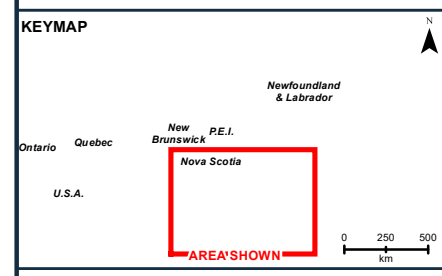 KEYMAP
N
Newfoundland
& Labrador
New
Brunswick
P.E.I.
Ontario
Quebec
Nova Scotia
U.S.A.
AREA SHOWN
0 250 500
km